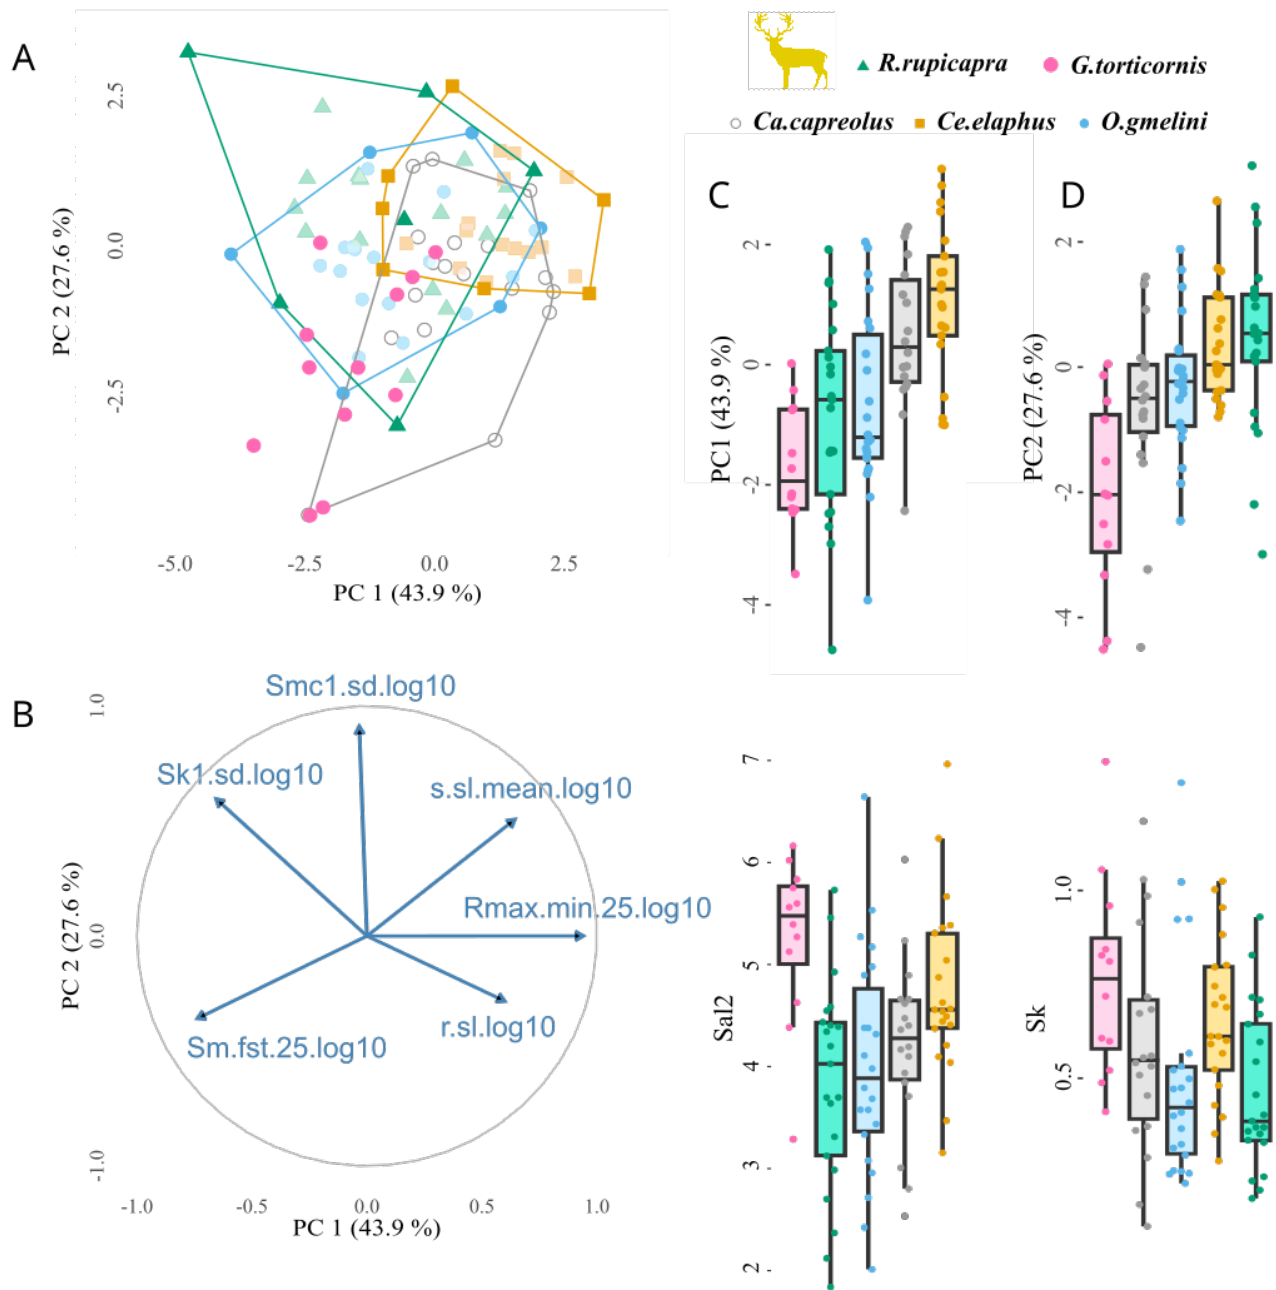 A
R.rupicapra
G.torticornis
Ca.capreolus
Ce.elaphus
O.gmelini
PC 2 (27.6 %)
2.5
0.0
-2.5
-5.0
-2.5
0.0
2.5
PC 1 (43.9 %)
C
PC1 (43.9 %)
2
0
-2
-4
D
PC2 (27.6 %)
2
0
-2
-4
B
PC 2 (27.6 %)
1.0
0.0
-1.0
Smc1.sd.log10
Sk1.sd.log10
s.sl.mean.log10
Rmax.min.25.log10
r.sl.log10
Sm.fst.25.log10
-1.0
-0.5
0.0
0.5
1.0
PC 1 (43.9 %)
Sal2
7
6
5
4
3
2
Sk
1.0
0.5